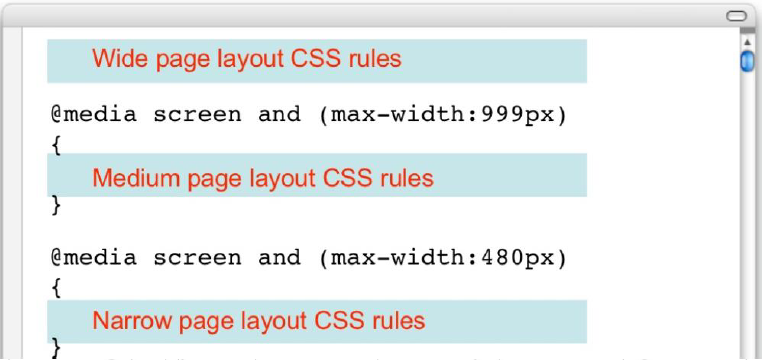 Wide page layout CSS rules
@media screen and (max-width:999px)
{
Medium page layout CSS rules
}
@media screen and (max-width:480px)
{
Narrow page layout CSS rules
}